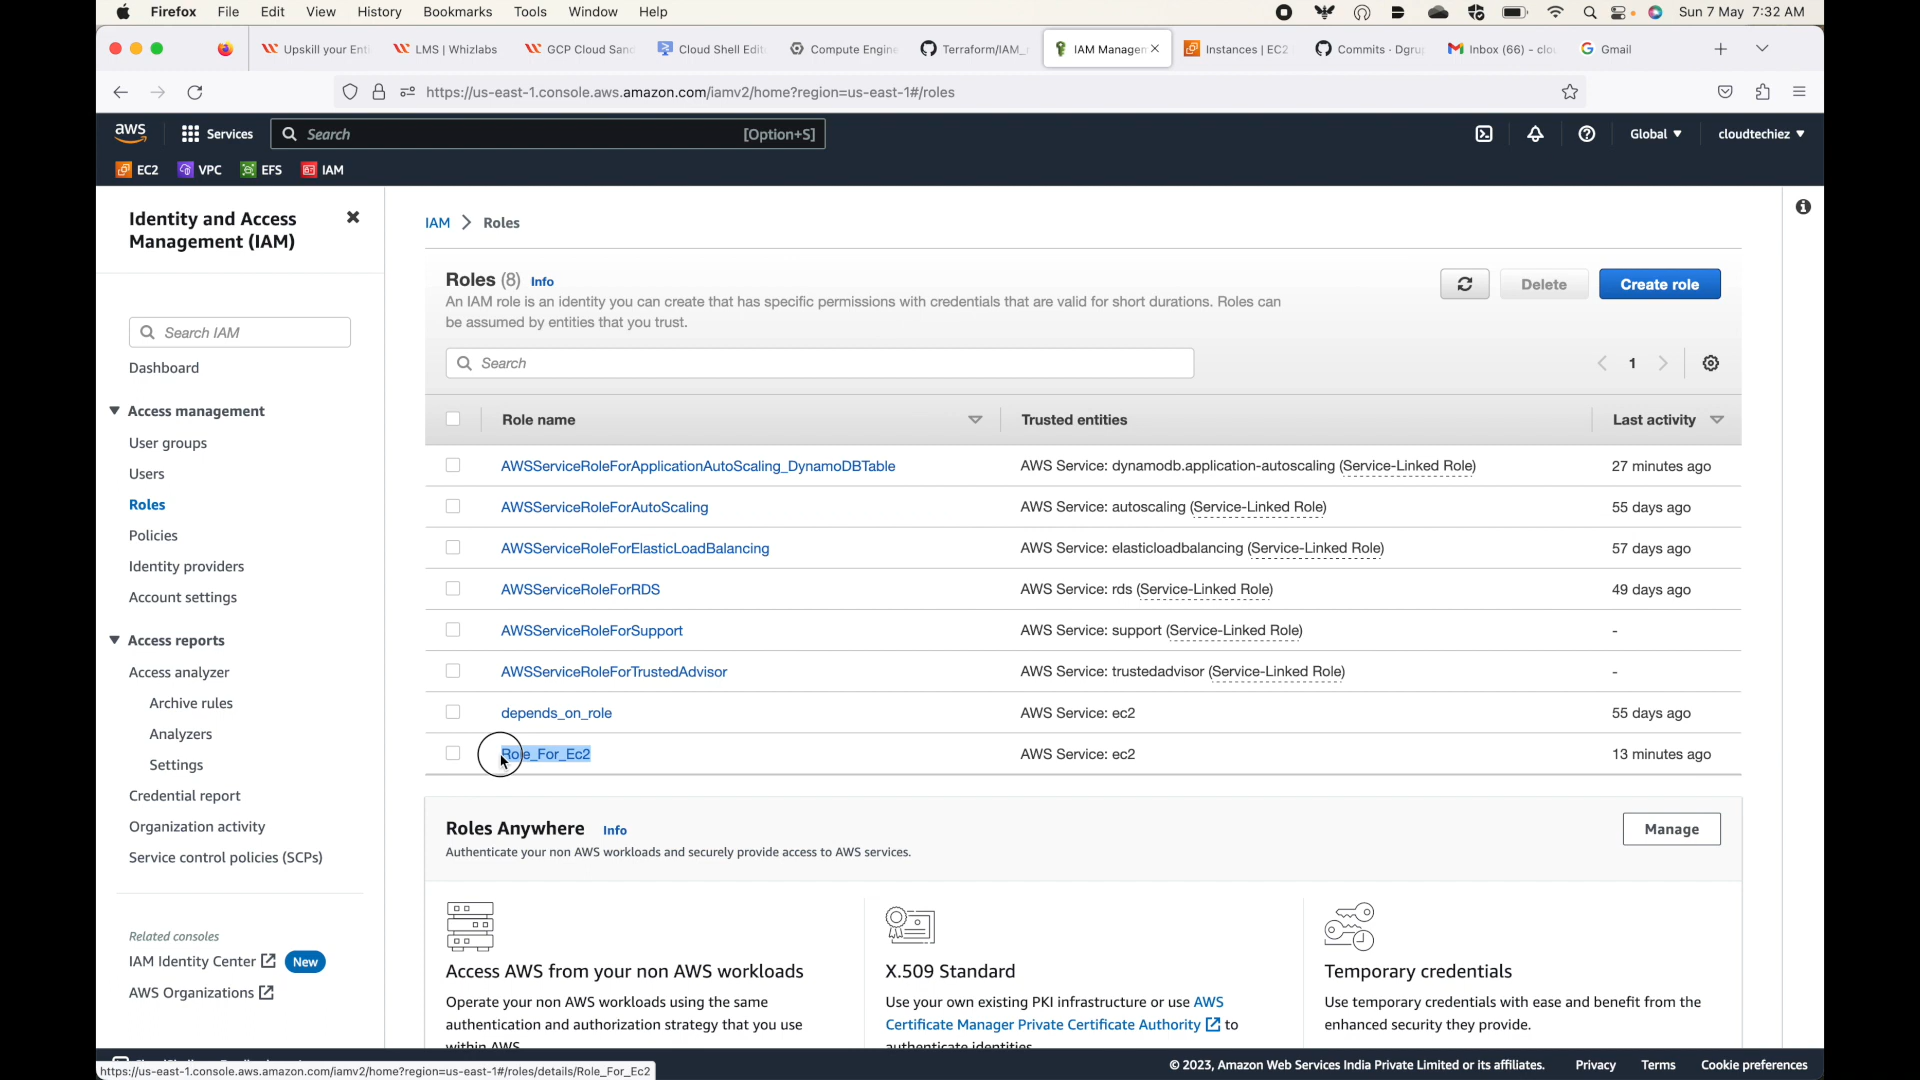 Firefox File Edit View History Bookmarks Tools Window Help Sun 7 May 7:32 AM
Upskill your Ent LMS | Whizlabs GCP Cloud Sand Cloud Shell Edit Compute Engine Terraform/IAM_ IAM Managem Instances | EC2 Commits · Dgru Inbox (66) - clou Gmail
https://us-east-1.console.aws.amazon.com/iamv2/home?region=us-east-1#/roles
aws Services Search [Option+S] Global cloudtechiez
EC2 VPC EFS IAM
Identity and Access
Management (IAM)
Search IAM
Dashboard
Access management
User groups
Users
Roles
Policies
Identity providers
Account settings
Access reports
Access analyzer
Archive rules
Analyzers
Settings
Credential report
Organization activity
Service control policies (SCPs)
Related consoles
IAM Identity Center New
AWS Organizations
IAM > Roles
Roles (8) Info
Delete Create role
An IAM role is an identity you can create that has specific permissions with credentials that are valid for short durations. Roles can
be assumed by entities that you trust.
Search
1
Role name Trusted entities Last activity
AWSServiceRoleForApplicationAutoScaling_DynamoDBTable AWS Service: dynamodb.application-autoscaling (Service-Linked Role) 27 minutes ago
AWSServiceRoleForAutoScaling AWS Service: autoscaling (Service-Linked Role) 55 days ago
AWSServiceRoleForElasticLoadBalancing AWS Service: elasticloadbalancing (Service-Linked Role) 57 days ago
AWSServiceRoleForRDS AWS Service: rds (Service-Linked Role) 49 days ago
AWSServiceRoleForSupport AWS Service: support (Service-Linked Role) -
AWSServiceRoleForTrustedAdvisor AWS Service: trustedadvisor (Service-Linked Role) -
depends_on_role AWS Service: ec2 55 days ago
Role_For_Ec2 AWS Service: ec2 13 minutes ago
Roles Anywhere Info
Manage
Authenticate your non AWS workloads and securely provide access to AWS services.
Access AWS from your non AWS workloads
Operate your non AWS workloads using the same
authentication and authorization strategy that you use
within AWS
X.509 Standard
Use your own existing PKI infrastructure or use AWS
Certificate Manager Private Certificate Authority to
authenticate identities
Temporary credentials
Use temporary credentials with ease and benefit from the
enhanced security they provide.
© 2023, Amazon Web Services India Private Limited or its affiliates. Privacy Terms Cookie preferences
https://us-east-1.console.aws.amazon.com/iamv2/home?region=us-east-1#/roles/details/Role_For_Ec2